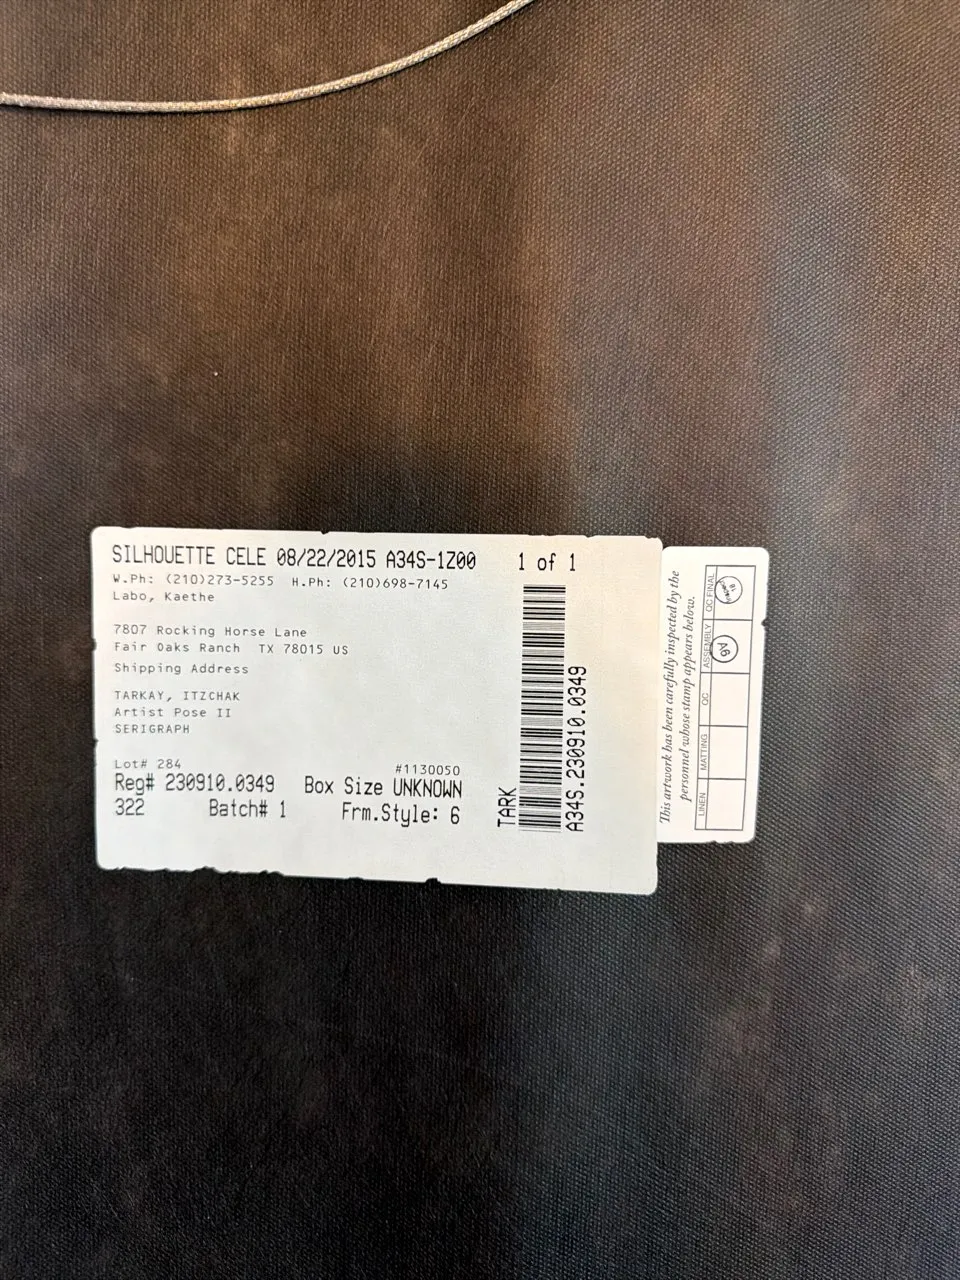 SILHOUETTE CELE 08/22/2015 A34S-1Z00 1 of 1
W.Ph: (210)273-5255 H.Ph: (210)698-7145
Labo, Kaethe
7807 Rocking Horse Lane
Fair Oaks Ranch TX 78015 US
Shipping Address
TARKAY, ITZCHAK
Artist Pose II
SERIGRAPH
Lot# 284 #1130050
Reg# 230910.0349 Box Size UNKNOWN
322 Batch# 1 Frm.Style: 6
TARK
A34S.230910.0349
This artwork has been carefully inspected by the
personnel whose stamp appears below.
LINEN MATTING QC ASSEMBLY QC FINAL